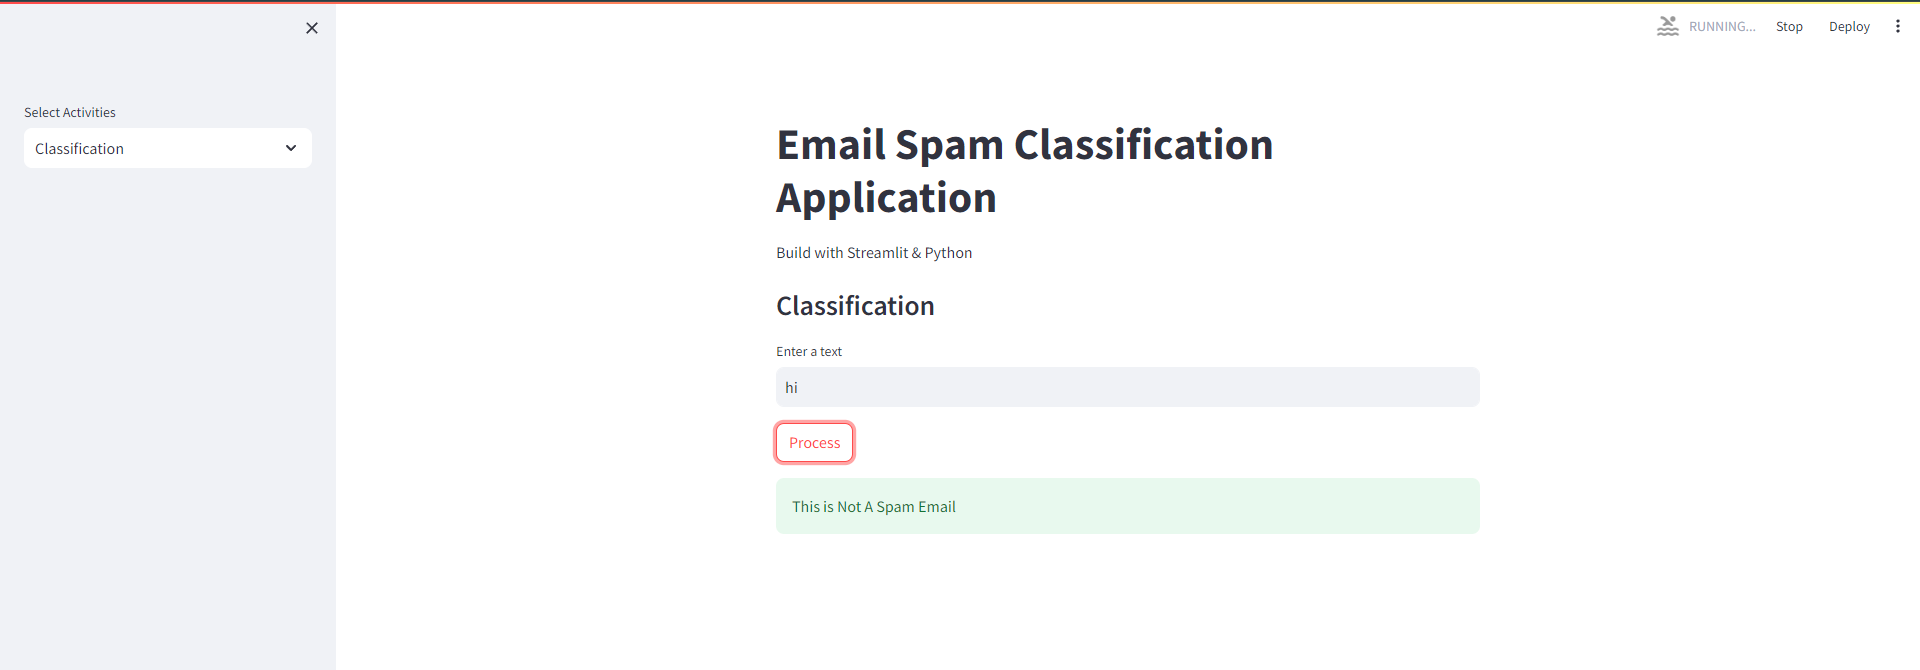 RUNNING...
Stop
Deploy
Select Activities
Classification
Email Spam Classification
Application
Build with Streamlit & Python
Classification
Enter a text
hi
Process
This is Not A Spam Email